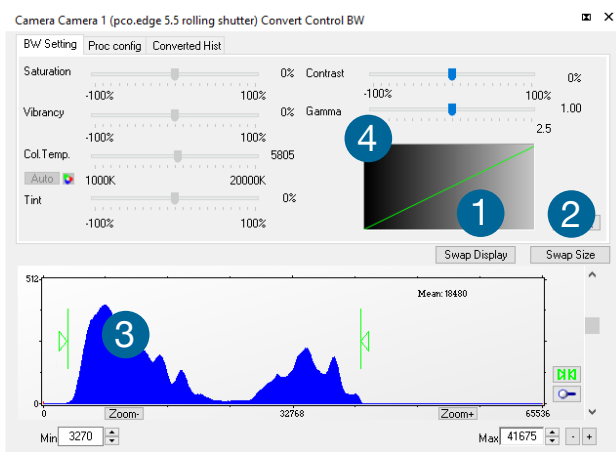 Camera Camera 1 (pco.edge 5.5 rolling shutter) Convert Control BW
BW Setting Proc config Converted Hist
Saturation 0% Contrast 0%
-100% 100% -100% 100%
Vibrancy 0% Gamma 1.00
-100% 100% 2.5
4
Col.Temp. 5805
Auto 1000K 20000K
Tint 0%
1 2
-100% 100%
Swap Display Swap Size
512
Mean: 18480
3
0
0 Zoom- 32768 Zoom+ 65536
Min 3270 Max 41675 - +